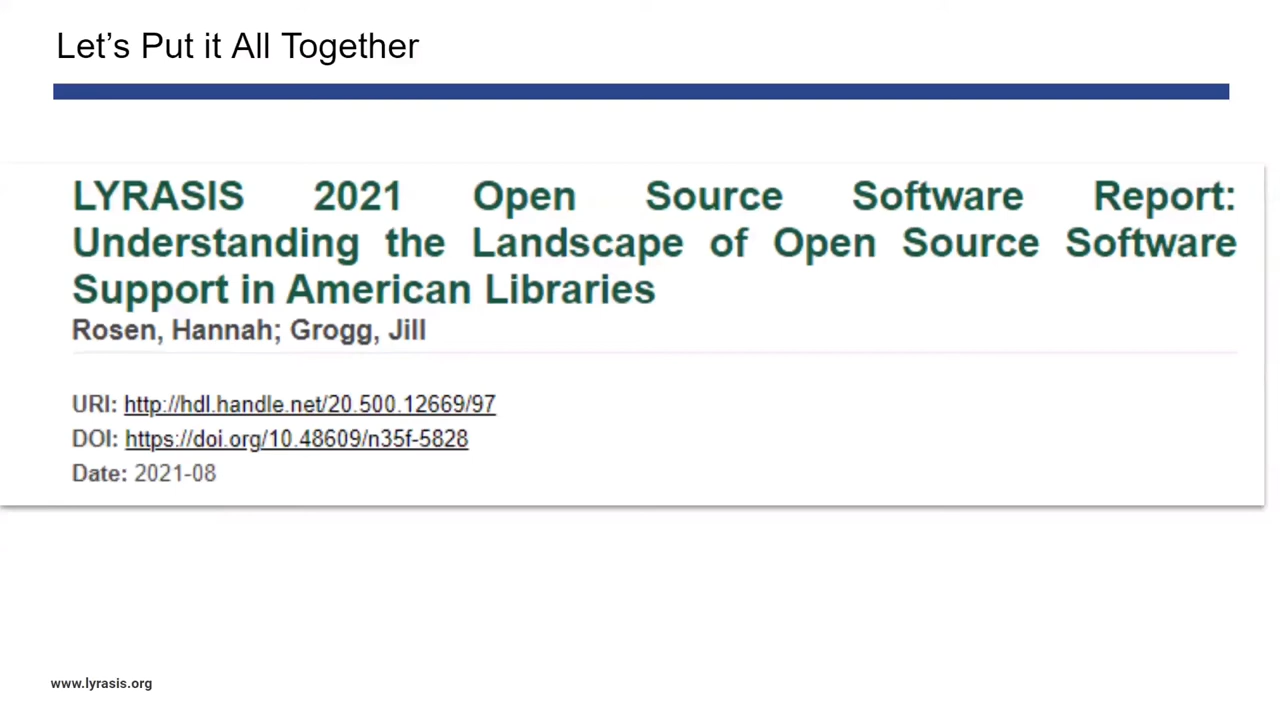 Let’s Put it All Together
LYRASIS 2021 Open Source Software Report:
Understanding the Landscape of Open Source Software
Support in American Libraries
Rosen, Hannah; Grogg, Jill
URI: http://hdl.handle.net/20.500.12669/97
DOI: https://doi.org/10.48609/n35f-5828
Date: 2021-08
www.lyrasis.org